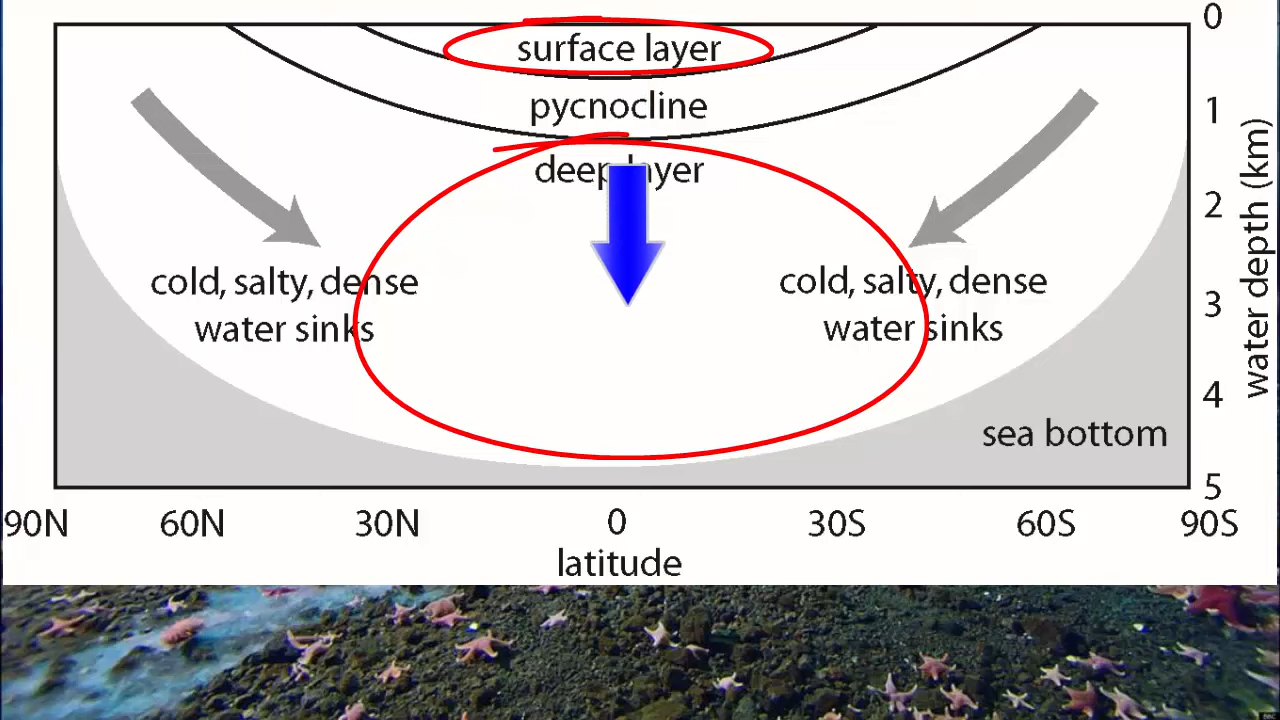 surface layer
pycnocline
deep layer
cold, salty, dense
water sinks
cold, salty, dense
water sinks
sea bottom
0
1
2
3
4
5
water depth (km)
90N
60N
30N
0
30S
60S
90S
latitude